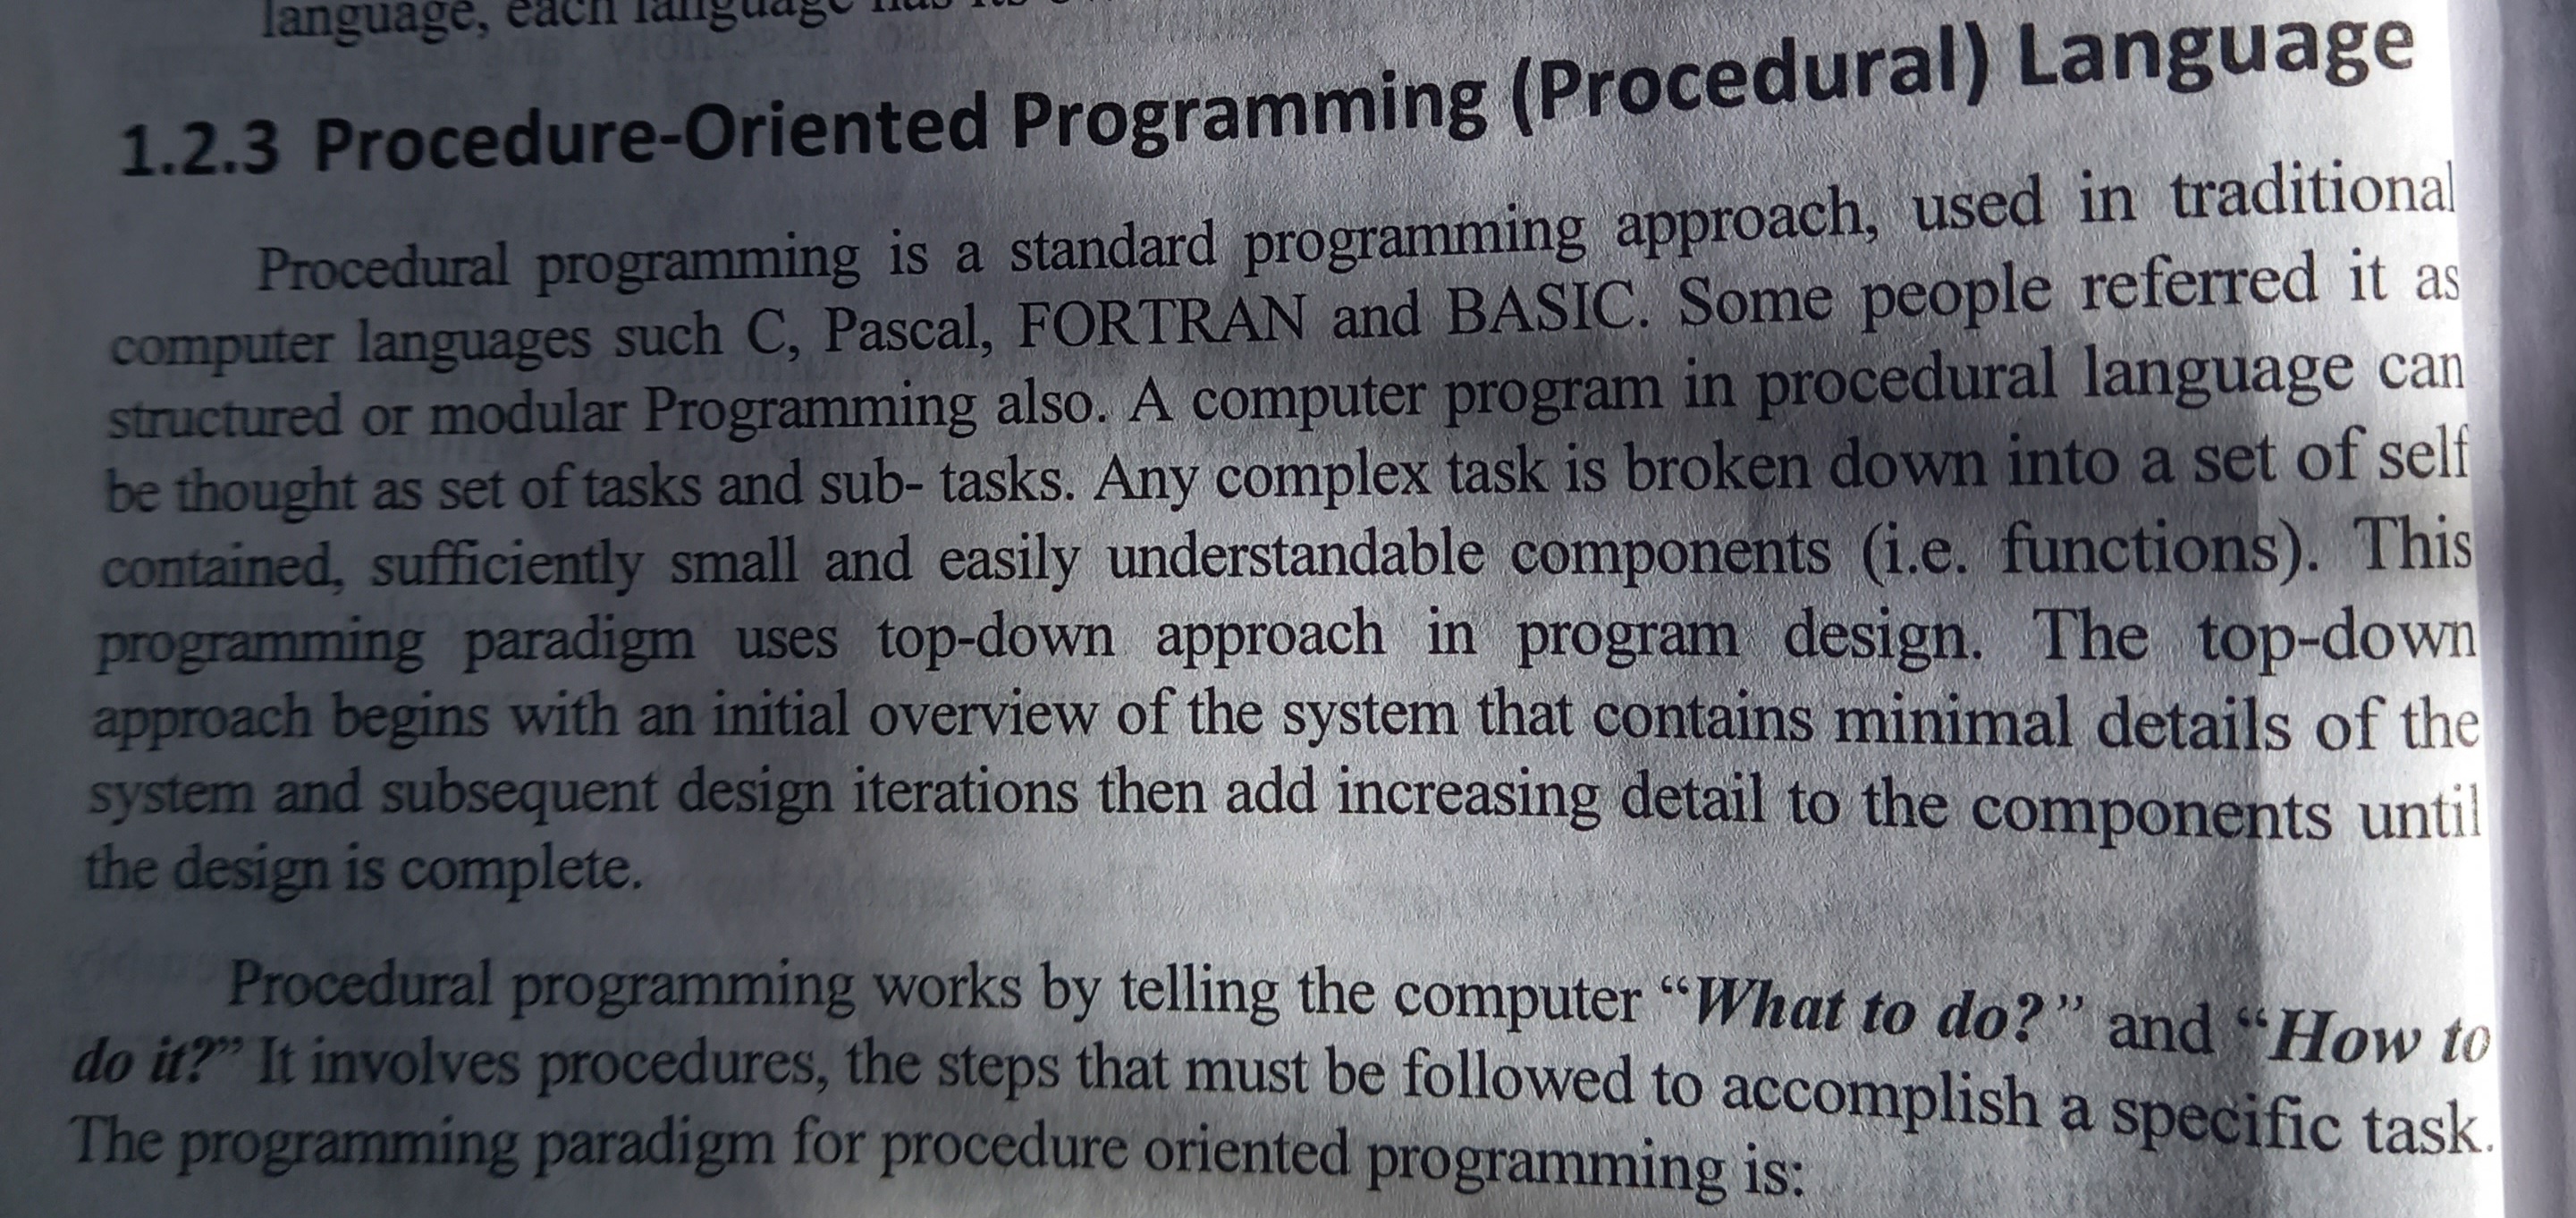 language, each language has its
1.2.3 Procedure-Oriented Programming (Procedural) Language
Procedural programming is a standard programming approach, used in traditional
computer languages such C, Pascal, FORTRAN and BASIC. Some people referred it as
structured or modular Programming also. A computer program in procedural language can
be thought as set of tasks and sub- tasks. Any complex task is broken down into a set of self
contained, sufficiently small and easily understandable components (i.e. functions). This
programming paradigm uses top-down approach in program design. The top-down
approach begins with an initial overview of the system that contains minimal details of the
system and subsequent design iterations then add increasing detail to the components until
the design is complete.
Procedural programming works by telling the computer “What to do?” and “How to
do it?” It involves procedures, the steps that must be followed to accomplish a specific task.
The programming paradigm for procedure oriented programming is: